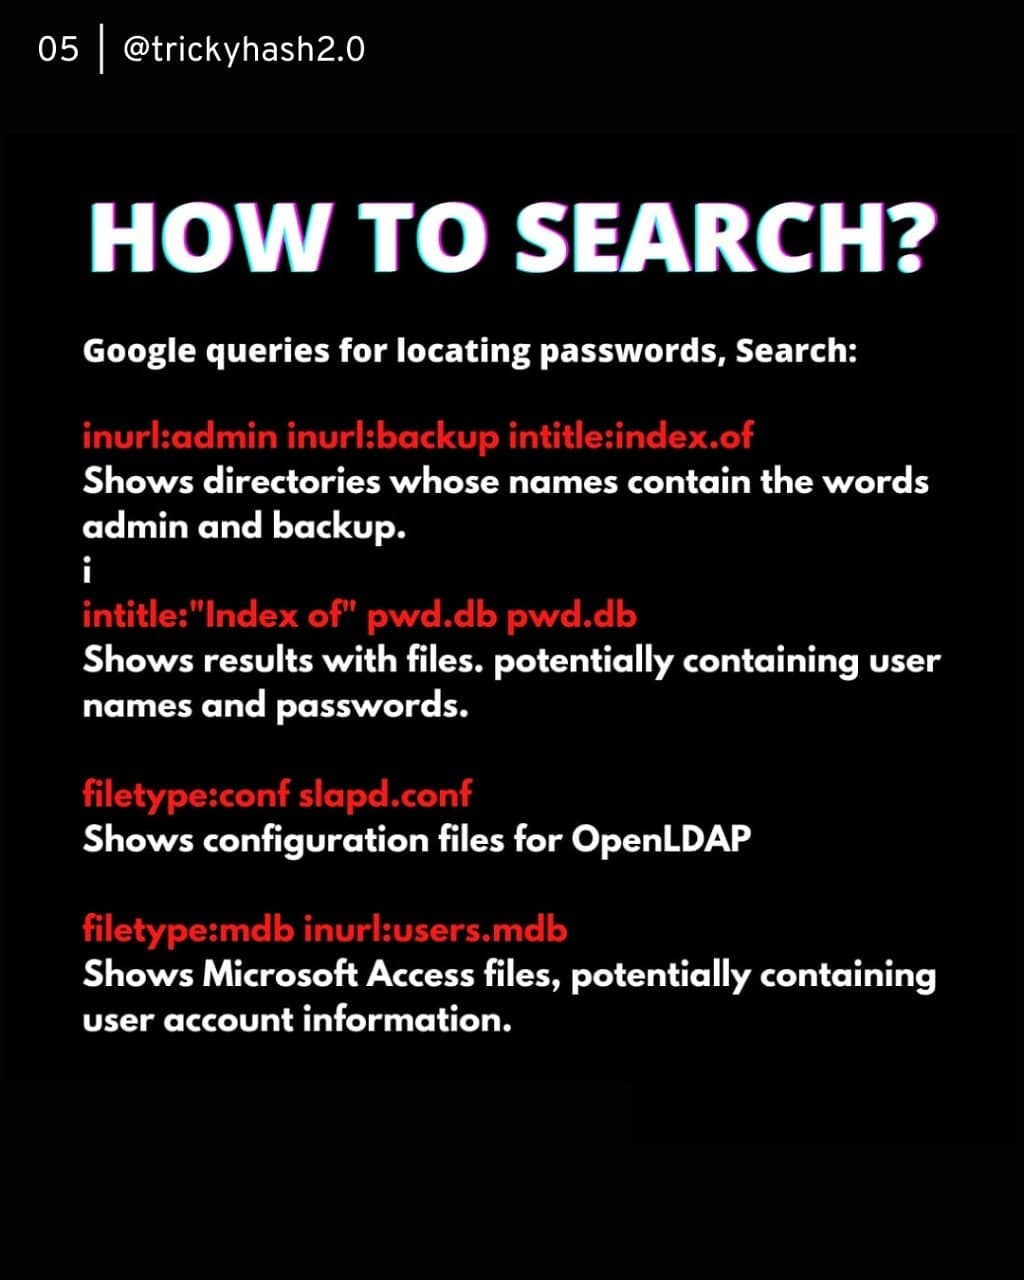 05 | @trickyhash2.0
HOW TO SEARCH?
Google queries for locating passwords, Search:
inurl:admin inurl:backup intitle:index.of
Shows directories whose names contain the words
admin and backup.
i
intitle:"Index of" pwd.db pwd.db
Shows results with files. potentially containing user
names and passwords.
filetype:conf slapd.conf
Shows configuration files for OpenLDAP
filetype:mdb inurl:users.mdb
Shows Microsoft Access files, potentially containing
user account information.